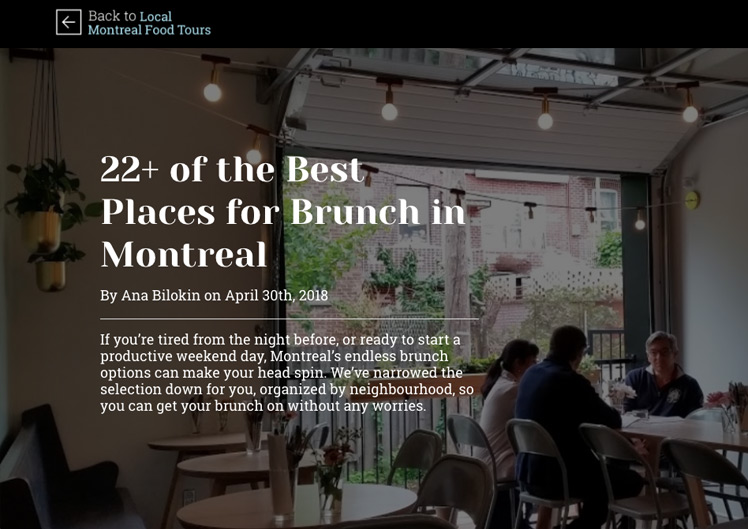 Back to Local
Montreal Food Tours
22+ of the Best
Places for Brunch in
Montreal
By Ana Bilokin on April 30th, 2018
If you’re tired from the night before, or ready to start a
productive weekend day, Montreal’s endless brunch
options can make your head spin. We’ve narrowed the
selection down for you, organized by neighbourhood, so
you can get your brunch on without any worries.